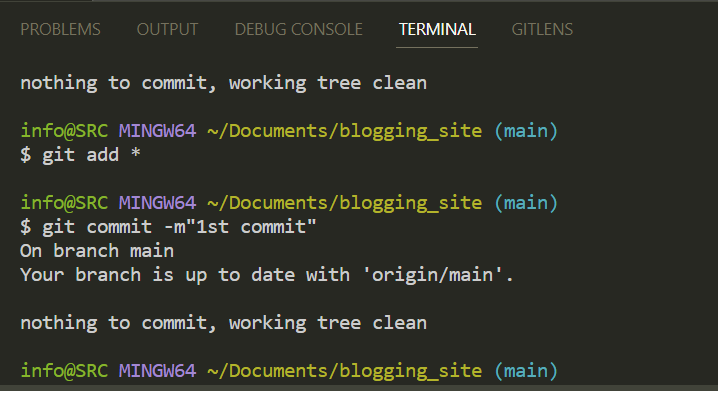 PROBLEMS OUTPUT DEBUG CONSOLE TERMINAL GITLENS
nothing to commit, working tree clean
info@SRC MINGW64 ~/Documents/blogging_site (main)
$ git add *
info@SRC MINGW64 ~/Documents/blogging_site (main)
$ git commit -m"1st commit"
On branch main
Your branch is up to date with 'origin/main'.
nothing to commit, working tree clean
info@SRC MINGW64 ~/Documents/blogging_site (main)